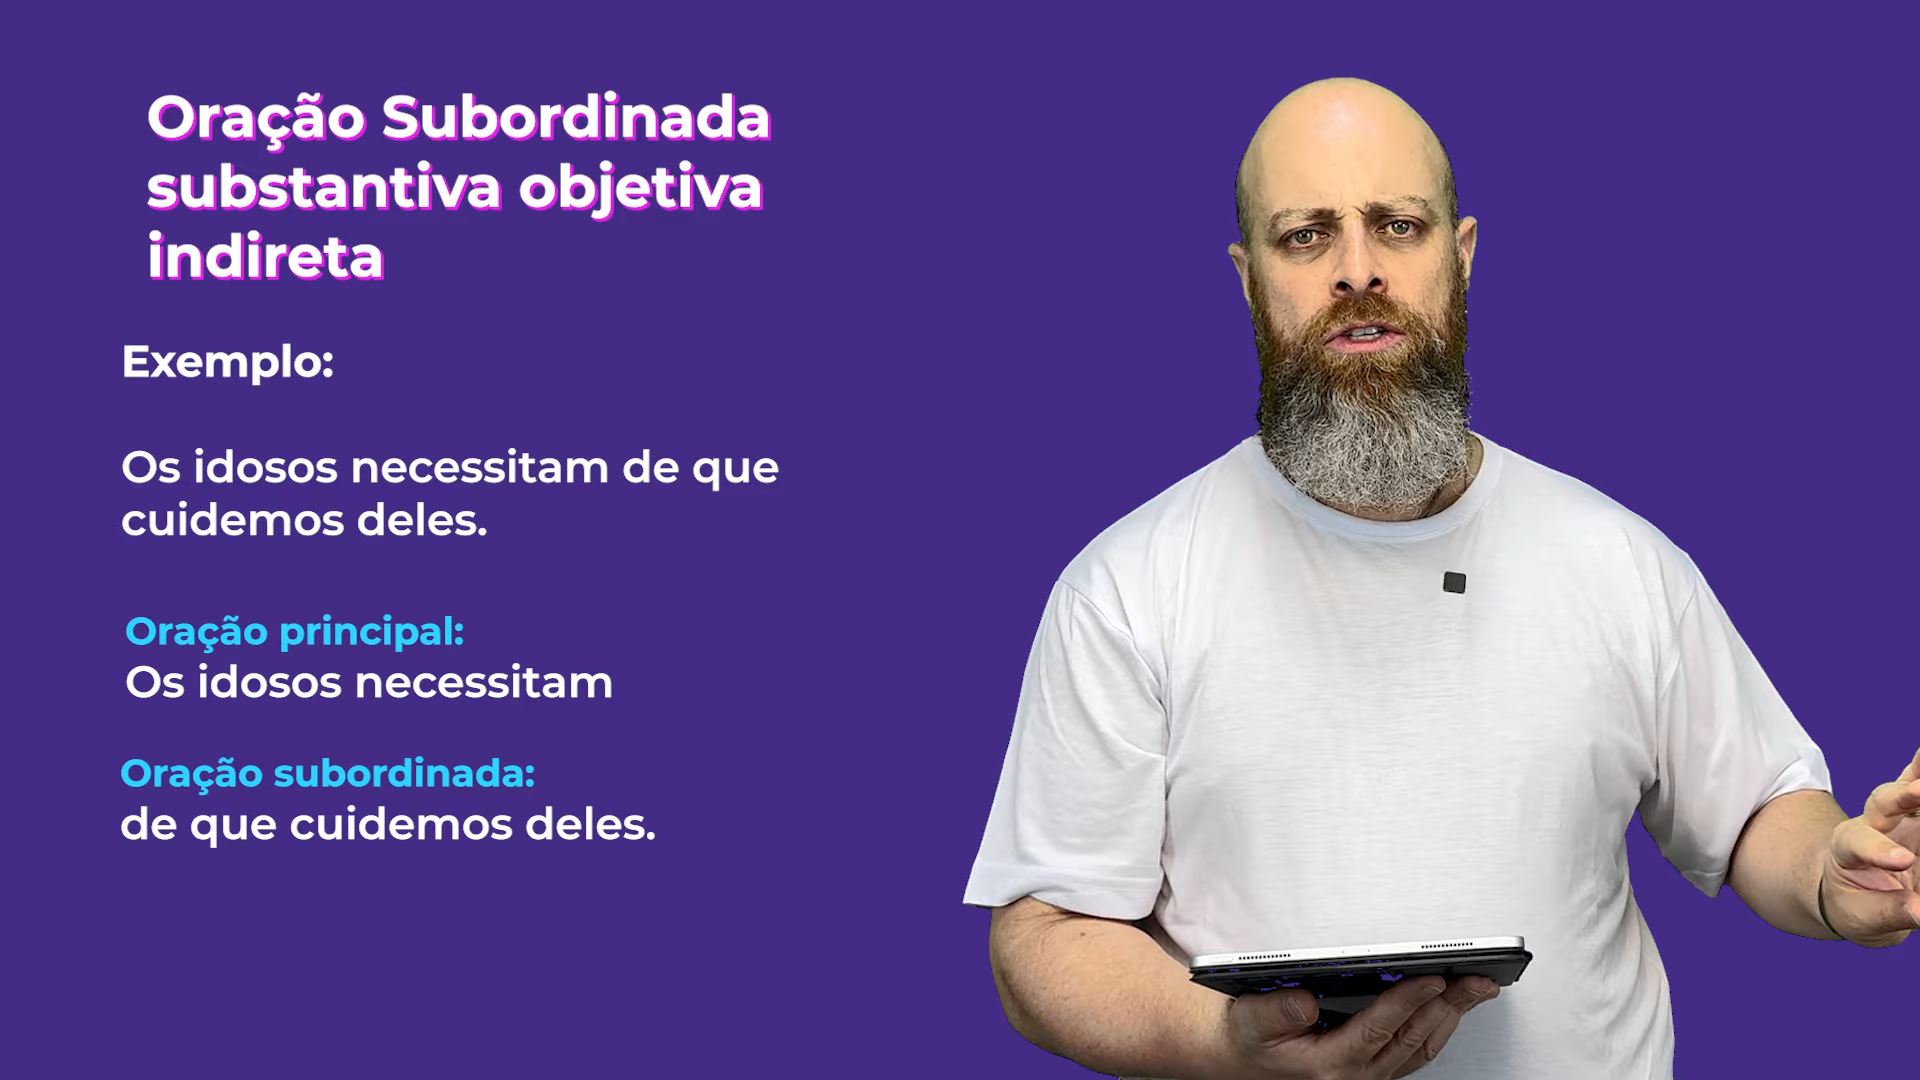 Oração Subordinada
substantiva objetiva
indireta
Exemplo:
Os idosos necessitam de que
cuidemos deles.
Oração principal:
Os idosos necessitam
Oração subordinada:
de que cuidemos deles.